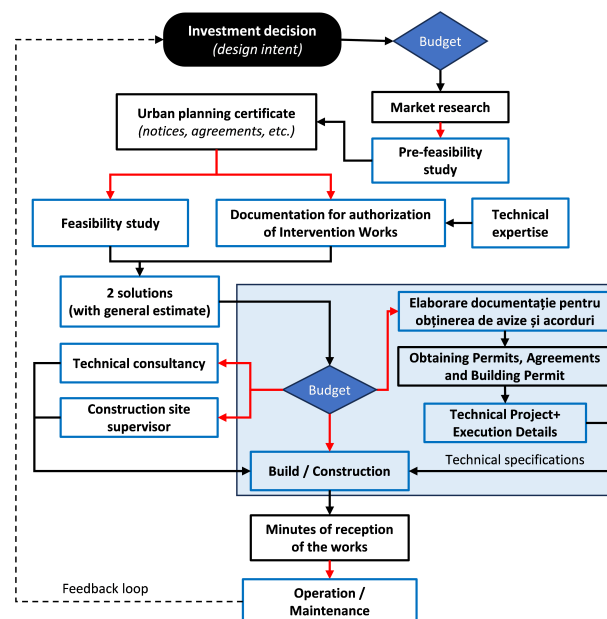 Investment decision
(design intent)
Budget
Market research
Urban planning certificate
(notices, agreements, etc.)
Pre-feasibility
study
Feasibility study
Documentation for authorization
of Intervention Works
Technical
expertise
2 solutions
(with general estimate)
Elaborare documentație pentru
obținerea de avize și acorduri
Technical consultancy
Obtaining Permits, Agreements
and Building Permit
Budget
Construction site
supervisor
Technical Project+
Execution Details
Build / Construction
Technical specifications
Minutes of reception
of the works
Feedback loop
Operation /
Maintenance